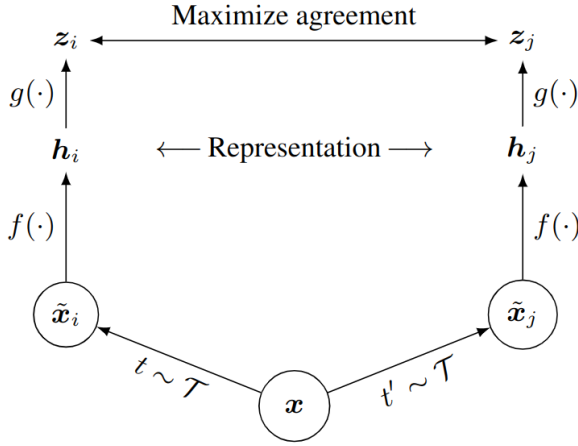 Maximize agreement
z_i z_j
g(·) g(·)
h_i ← Representation → h_j
f(·) f(·)
x̃_i x̃_j
t ~ 𝒯 t' ~ 𝒯
x